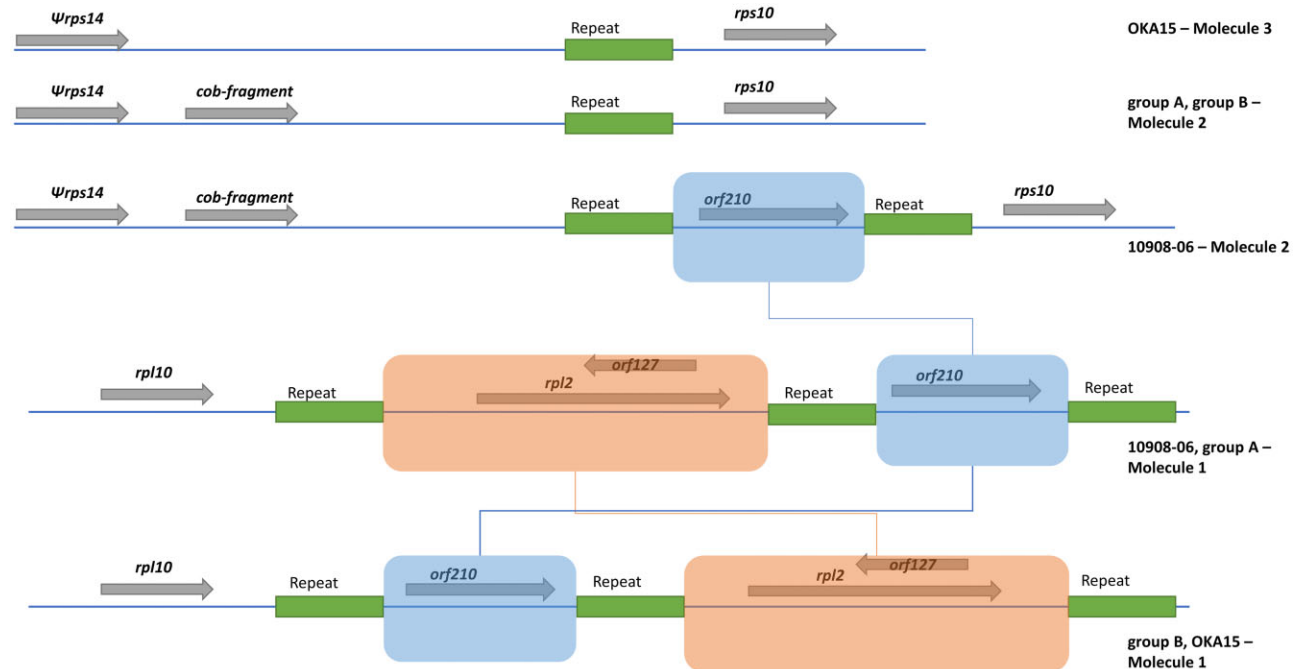 Ψrps14 Repeat rps10
OKA15 – Molecule 3
Ψrps14 cob-fragment Repeat rps10
group A, group B –
Molecule 2
Ψrps14 cob-fragment Repeat orf210 Repeat rps10
10908-06 – Molecule 2
orf127
rpl10 Repeat rpl2 Repeat orf210 Repeat
10908-06, group A –
Molecule 1
orf127
rpl10 Repeat orf210 Repeat rpl2 Repeat
group B, OKA15 –
Molecule 1